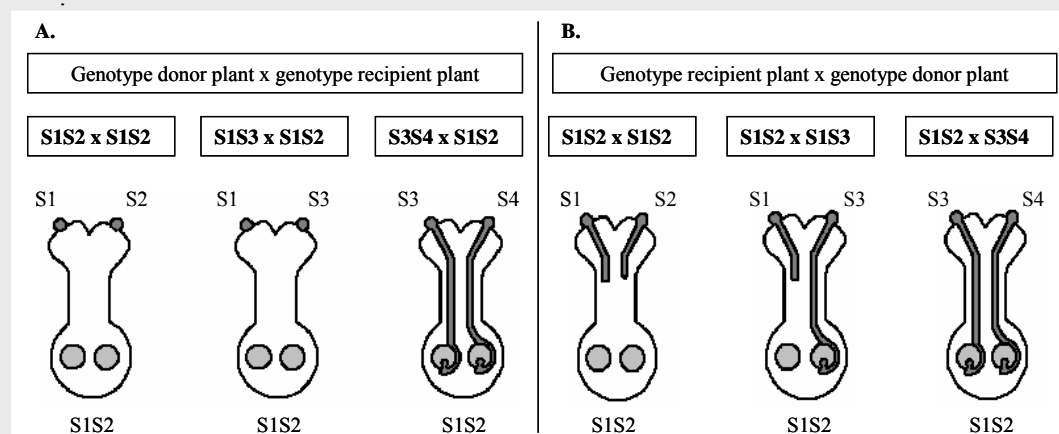 A.
Genotype donor plant x genotype recipient plant
S1S2 x S1S2
S1S3 x S1S2
S3S4 x S1S2
S1 S2
S1 S3
S3 S4
S1S2
S1S2
S1S2
B.
Genotype recipient plant x genotype donor plant
S1S2 x S1S2
S1S2 x S1S3
S1S2 x S3S4
S1 S2
S1 S3
S3 S4
S1S2
S1S2
S1S2